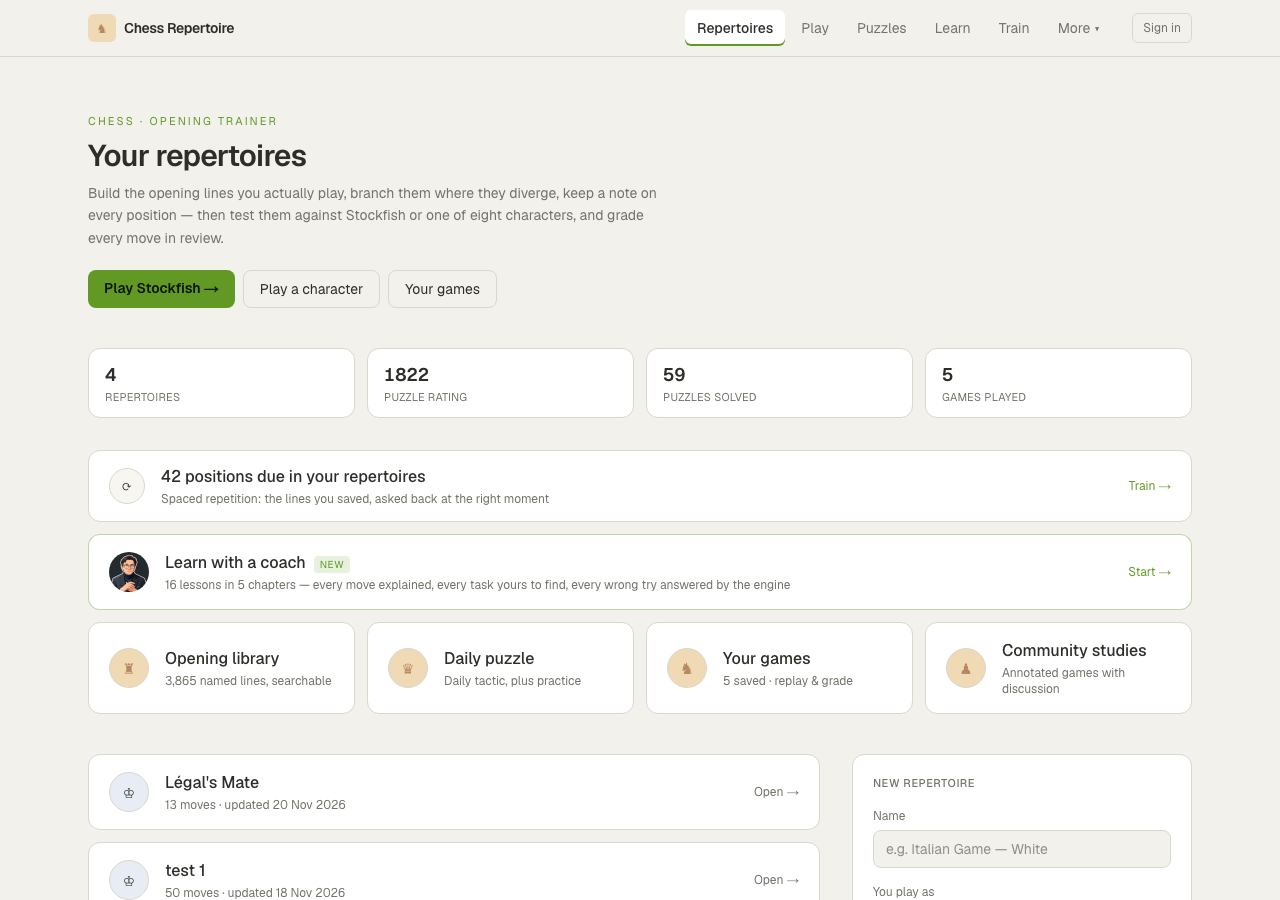 Chess Repertoire
Repertoires
Play
Puzzles
Learn
Train
More ▾
Sign in
CHESS · OPENING TRAINER
Your repertoires
Build the opening lines you actually play, branch them where they diverge, keep a note on
every position — then test them against Stockfish or one of eight characters, and grade
every move in review.
Play Stockfish →
Play a character
Your games
4
REPERTOIRES
1822
PUZZLE RATING
59
PUZZLES SOLVED
5
GAMES PLAYED
42 positions due in your repertoires
Spaced repetition: the lines you saved, asked back at the right moment
Train →
Learn with a coach NEW
16 lessons in 5 chapters — every move explained, every task yours to find, every wrong try answered by the engine
Start →
Opening library
3,865 named lines, searchable
Daily puzzle
Daily tactic, plus practice
Your games
5 saved · replay & grade
Community studies
Annotated games with
discussion
Légal's Mate
13 moves · updated 20 Nov 2026
Open →
test 1
50 moves · updated 18 Nov 2026
Open →
NEW REPERTOIRE
Name
e.g. Italian Game — White
You play as